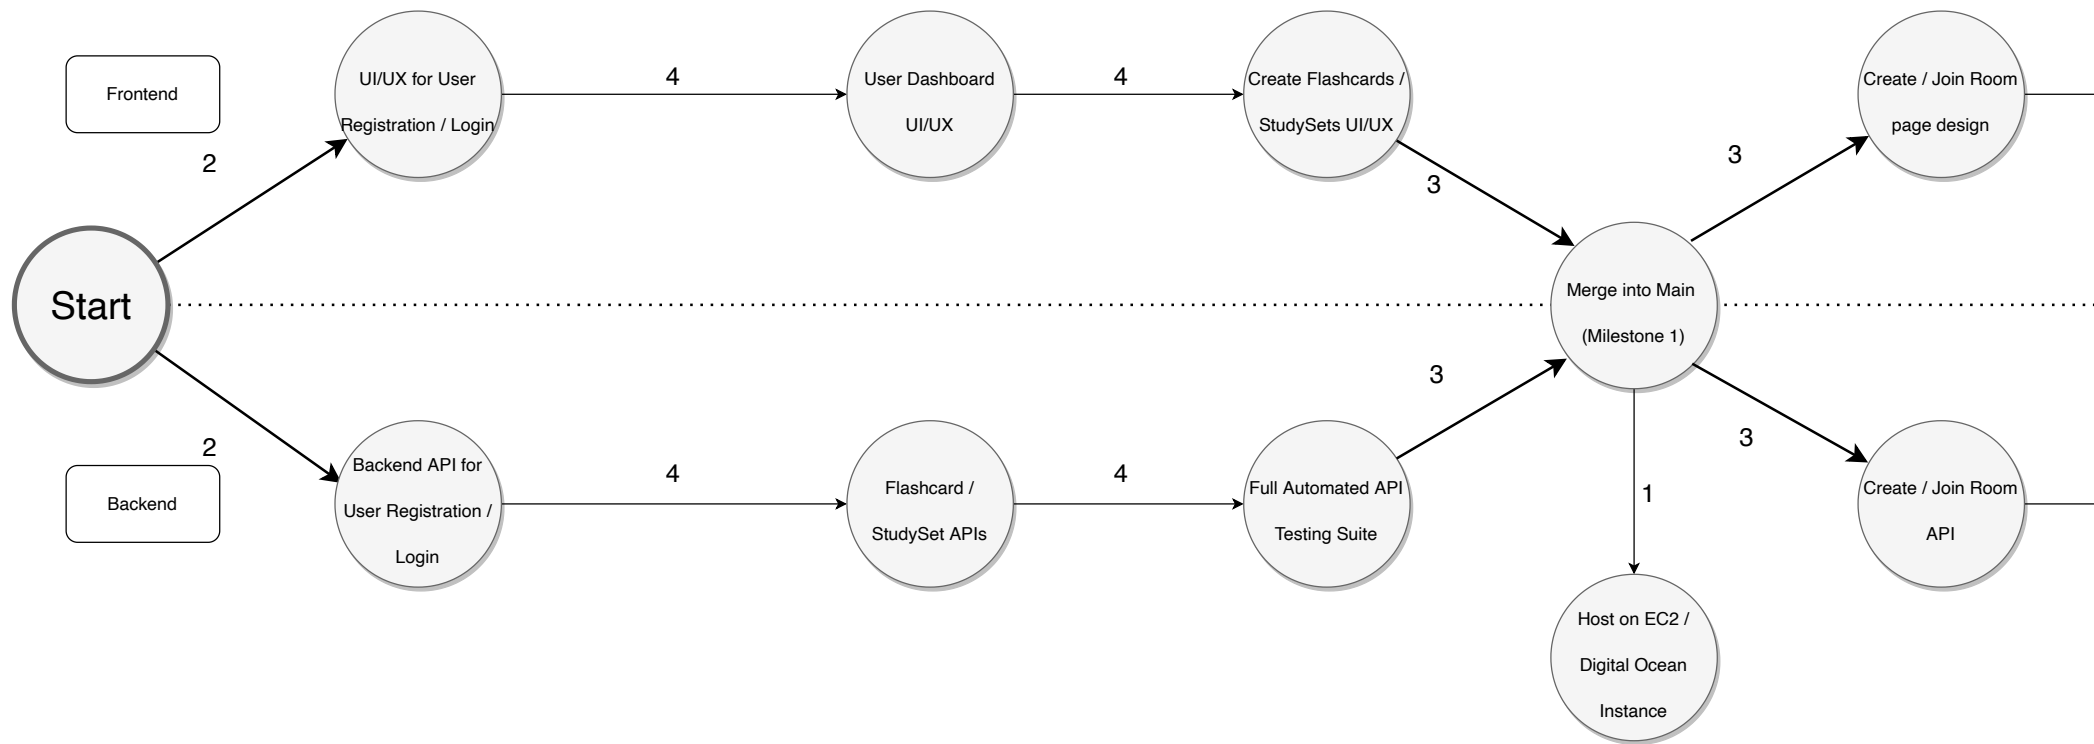 Frontend
2
UI/UX for User
Registration / Login
4
User Dashboard
UI/UX
4
Create Flashcards /
StudySets UI/UX
3
3
Create / Join Room
page design
Start
Merge into Main
(Milestone 1)
Backend
2
Backend API for
User Registration /
Login
4
Flashcard /
StudySet APIs
4
Full Automated API
Testing Suite
3
1
3
Create / Join Room
API
Host on EC2 /
Digital Ocean
Instance